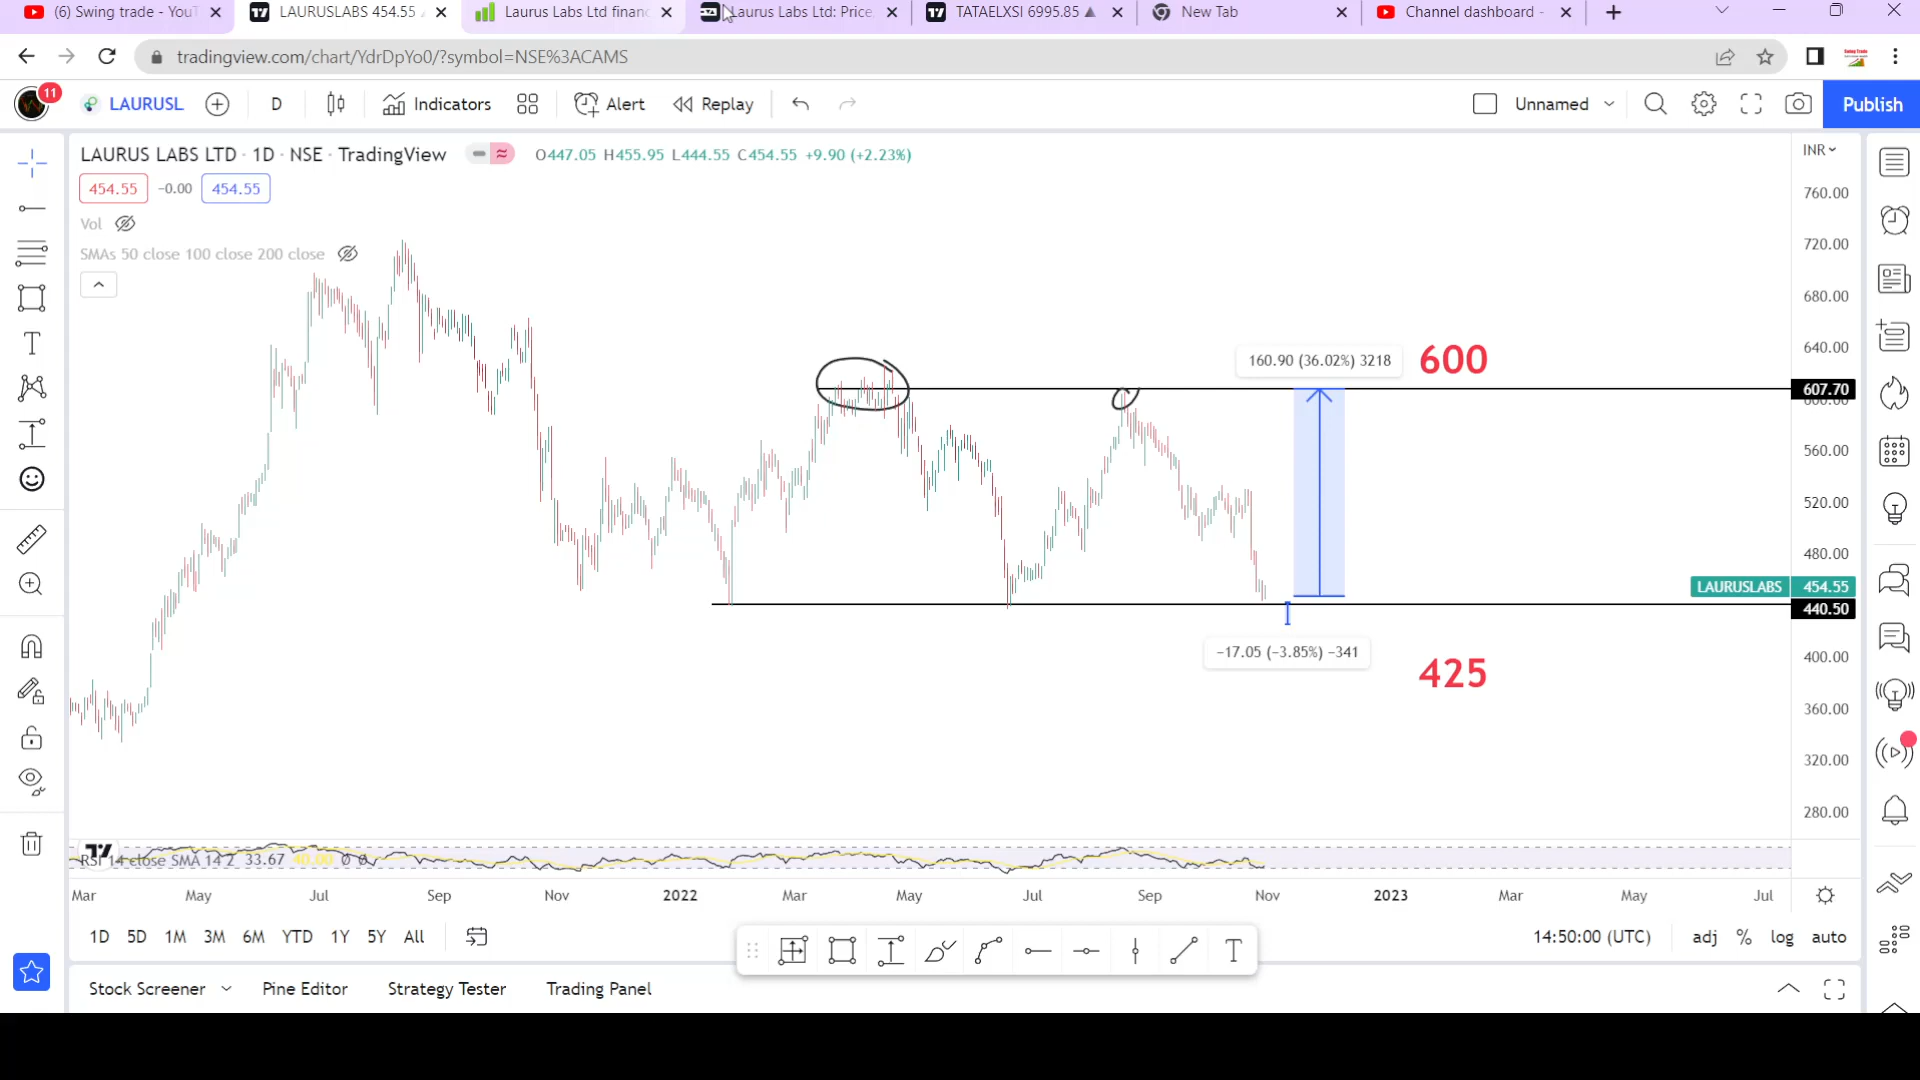 (6) Swing trade - YouT
LAURUSLABS 454.55
Laurus Labs Ltd financ
Laurus Labs Ltd: Price
TATAELXSI 6995.85 ▲
New Tab
Channel dashboard -
tradingview.com/chart/YdrDpYo0/?symbol=NSE%3ACAMS
11
LAURUSL
D
Indicators
Alert
Replay
Unnamed
Publish
LAURUS LABS LTD · 1D · NSE · TradingView
O447.05 H455.95 L444.55 C454.55 +9.90 (+2.23%)
INR
454.55
−0.00
454.55
Vol
SMAs 50 close 100 close 200 close
760.00
720.00
680.00
640.00
160.90 (36.02%) 3218
600
607.70
600.00
560.00
520.00
480.00
LAURUSLABS
454.55
440.50
−17.05 (−3.85%) −341
425
400.00
360.00
320.00
280.00
RSI 14 close SMA 14 2 33.67 40.00 0 0
Mar
May
Jul
Sep
Nov
2022
Mar
May
Jul
Sep
Nov
2023
Mar
May
Jul
1D
5D
1M
3M
6M
YTD
1Y
5Y
All
14:50:00 (UTC)
adj
%
log
auto
T
Stock Screener
Pine Editor
Strategy Tester
Trading Panel